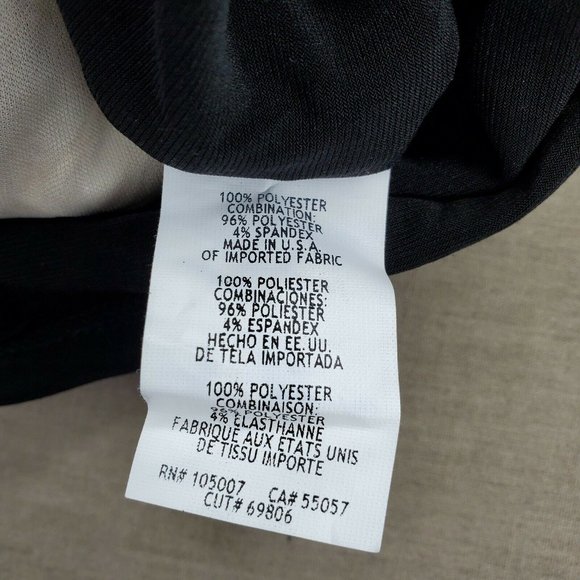 100% POLYESTER
COMBINATION:
96% POLYESTER
4% SPANDEX
MADE IN U.S.A.
OF IMPORTED FABRIC
100% POLIESTER
COMBINACIONES:
96% POLIESTER
4% ESPANDEX
HECHO EN EE.UU.
DE TELA IMPORTADA
100% POLYESTER
COMBINAISON:
96% POLYESTER
4% ELASTHANNE
FABRIQUE AUX ETATS UNIS
DE TISSU IMPORTE
RN# 105007 CA# 55057
CUT# 69806